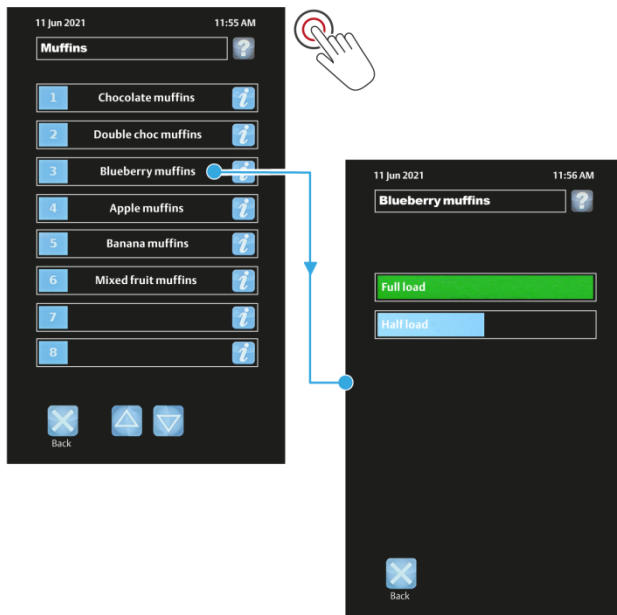 11 Jun 2021 11:55 AM
Muffins ?
1 Chocolate muffins i
2 Double choc muffins i
3 Blueberry muffins i
4 Apple muffins i
5 Banana muffins i
6 Mixed fruit muffins i
7 i
8 i
Back
11 Jun 2021 11:56 AM
Blueberry muffins ?
Full load
Half load
Back